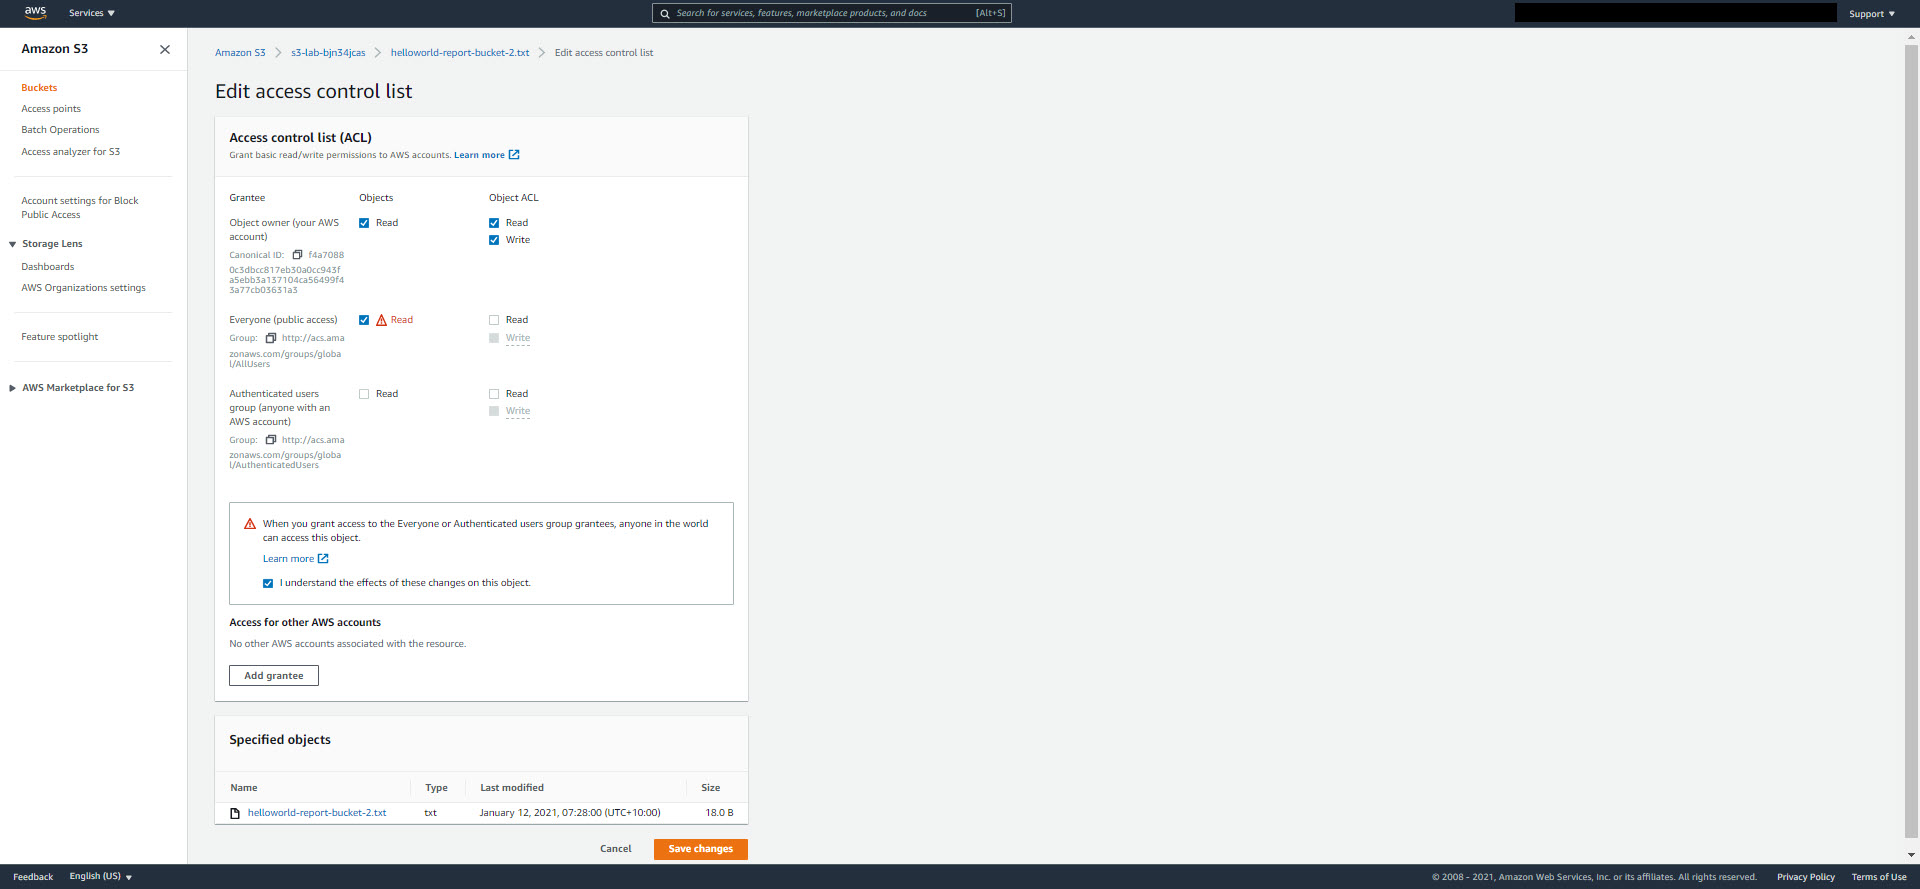 aws
Services
Search for services, features, marketplace products, and docs
[Alt+S]
Support
Amazon S3
Buckets
Access points
Batch Operations
Access analyzer for S3
Account settings for Block
Public Access
Storage Lens
Dashboards
AWS Organizations settings
Feature spotlight
AWS Marketplace for S3
Amazon S3
s3-lab-bjn34jcas
helloworld-report-bucket-2.txt
Edit access control list
Edit access control list
Access control list (ACL)
Grant basic read/write permissions to AWS accounts. Learn more
Grantee
Objects
Object ACL
Object owner (your AWS
account)
Canonical ID: f4a7088
0c3dbcc817eb30a0cc943f
a5ebb3a137104ca56499f4
3a77cb03631a3
Read
Read
Write
Everyone (public access)
Group: http://acs.ama
zonaws.com/groups/globa
l/AllUsers
Read
Read
Write
Authenticated users
group (anyone with an
AWS account)
Group: http://acs.ama
zonaws.com/groups/globa
l/AuthenticatedUsers
Read
Read
Write
When you grant access to the Everyone or Authenticated users group grantees, anyone in the world
can access this object.
Learn more
I understand the effects of these changes on this object.
Access for other AWS accounts
No other AWS accounts associated with the resource.
Add grantee
Specified objects
Name
Type
Last modified
Size
helloworld-report-bucket-2.txt
txt
January 12, 2021, 07:28:00 (UTC+10:00)
18.0 B
Cancel
Save changes
Feedback
English (US)
© 2008 - 2021, Amazon Web Services, Inc. or its affiliates. All rights reserved.
Privacy Policy
Terms of Use